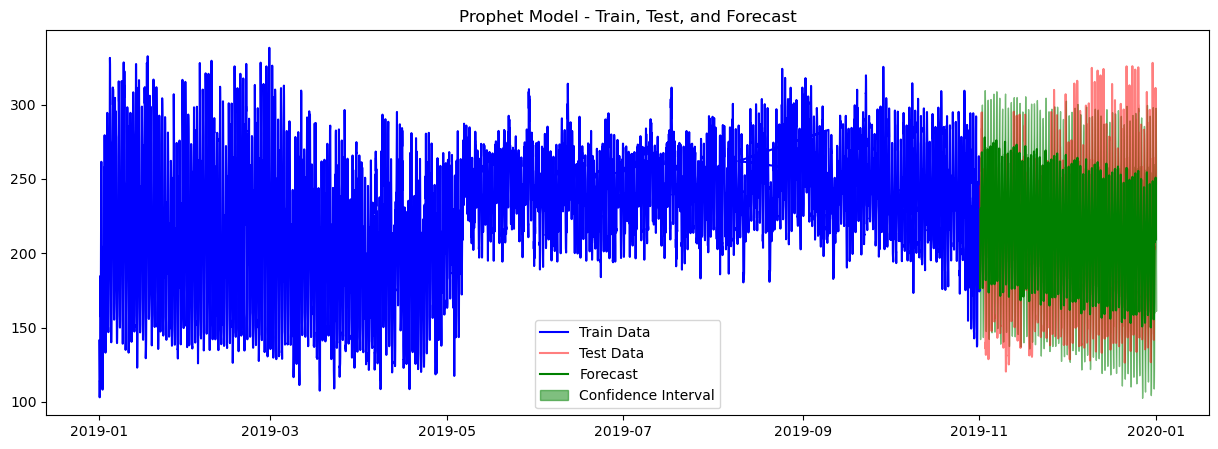 Prophet Model - Train, Test, and Forecast
300
250
200
150
100
Train Data
Test Data
Forecast
Confidence Interval
2019-01
2019-03
2019-05
2019-07
2019-09
2019-11
2020-01